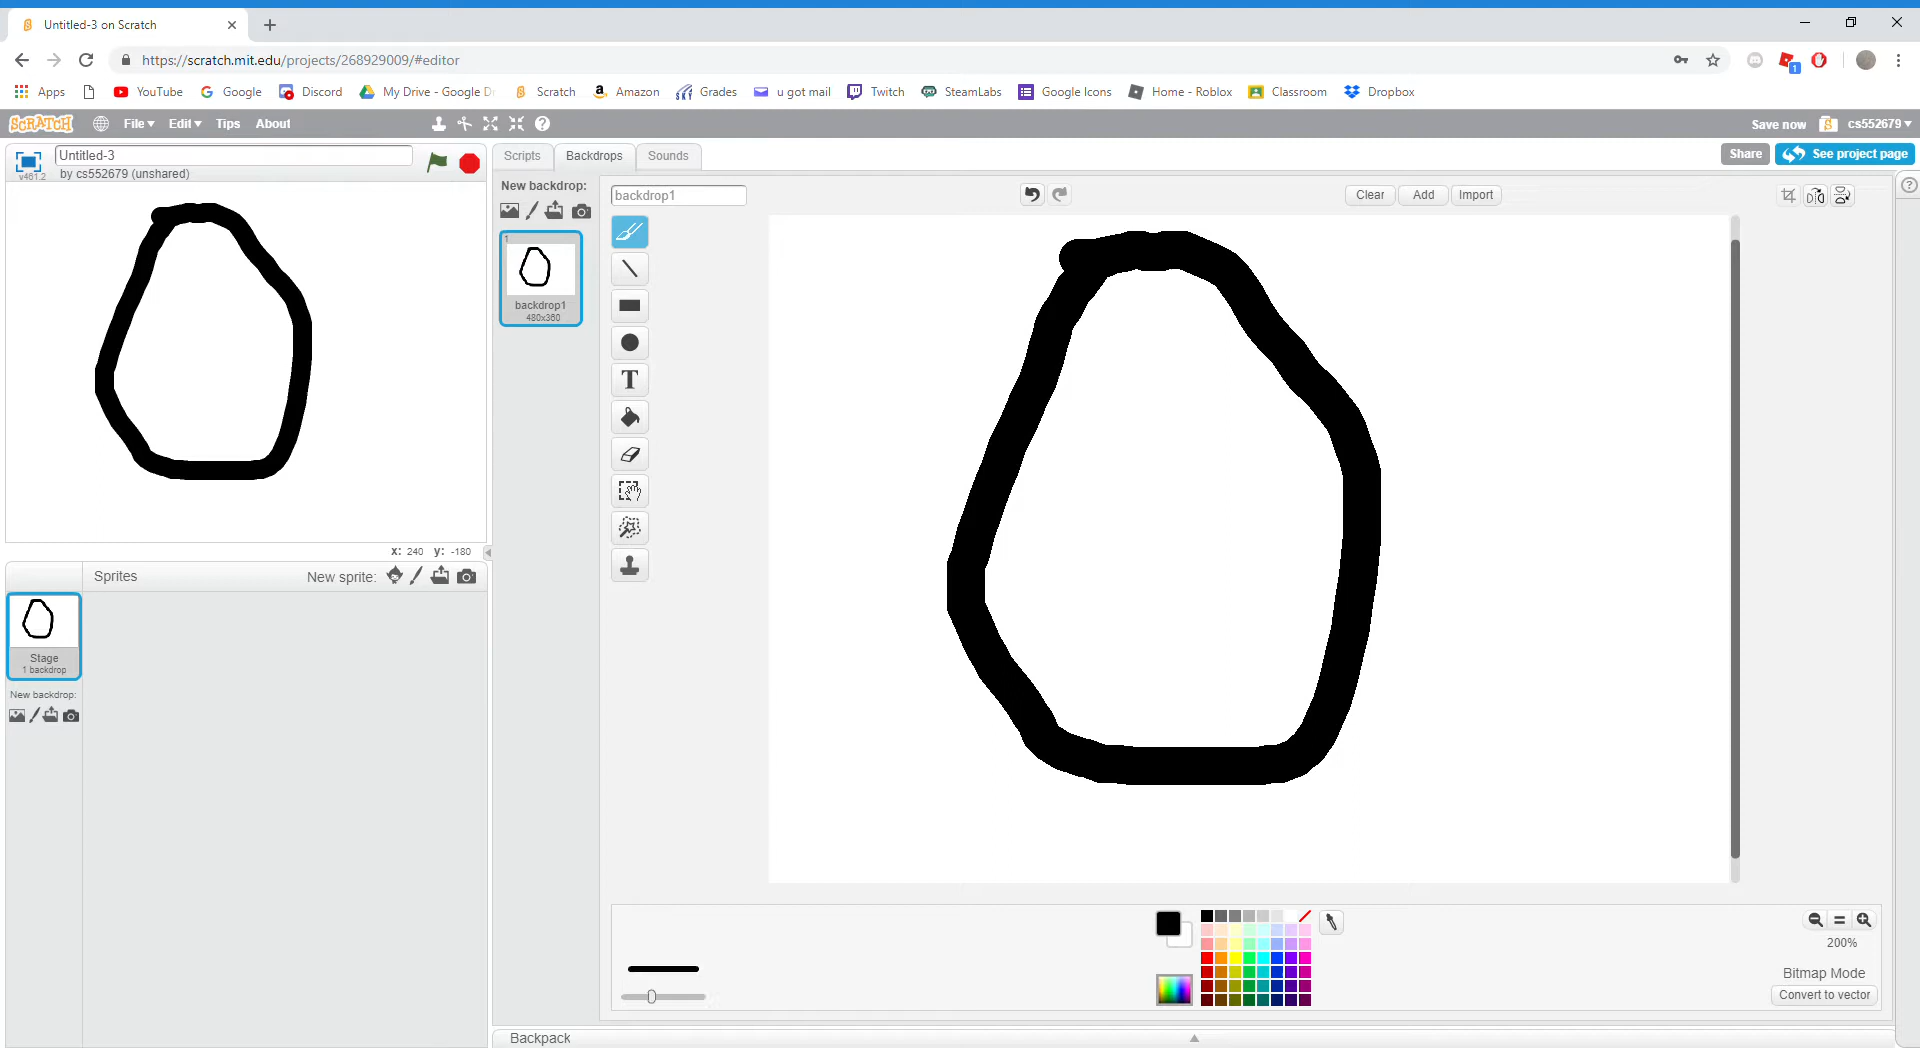 Untitled-3 on Scratch
https://scratch.mit.edu/projects/268929009/#editor
Apps YouTube Google Discord My Drive - Google Dr Scratch Amazon Grades u got mail Twitch SteamLabs Google Icons Home - Roblox Classroom Dropbox
SCRATCH File Edit Tips About Save now cs552679
Untitled-3
by cs552679 (unshared)
v461.2
Scripts Backdrops Sounds
Share See project page
New backdrop:
backdrop1
Clear Add Import
1
backdrop1
480x360
T
x: 240 y: -180
Sprites New sprite:
Stage
1 backdrop
New backdrop:
200%
Bitmap Mode
Convert to vector
Backpack